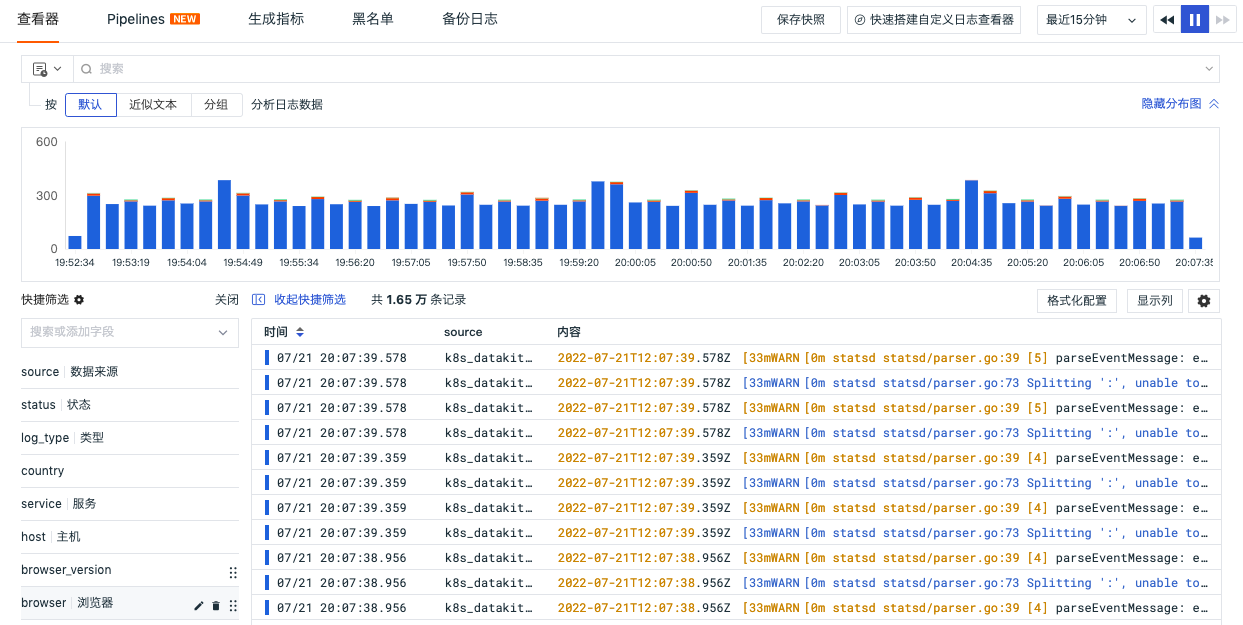 查看器 Pipelines NEW 生成指标 黑名单 备份日志 保存快照 快速搭建自定义日志查看器 最近15分钟
搜索
按 默认 近似文本 分组 分析日志数据 隐藏分布图
600
300
0
19:52:34 19:53:19 19:54:04 19:54:49 19:55:34 19:56:20 19:57:05 19:57:50 19:58:35 19:59:20 20:00:05 20:00:50 20:01:35 20:02:20 20:03:05 20:03:50 20:04:35 20:05:20 20:06:05 20:06:50 20:07:35
快捷筛选 关闭 收起快捷筛选 共 1.65 万 条记录 格式化配置 显示列
搜索或添加字段
source 数据来源
status 状态
log_type 类型
country
service 服务
host 主机
browser_version
browser 浏览器
时间 source 内容
07/21 20:07:39.578 k8s_datakit... 2022-07-21T12:07:39.578Z [33mWARN[0m statsd statsd/parser.go:39 [5] parseEventMessage: e...
07/21 20:07:39.578 k8s_datakit... 2022-07-21T12:07:39.578Z [33mWARN[0m statsd statsd/parser.go:73 Splitting ':', unable to...
07/21 20:07:39.578 k8s_datakit... 2022-07-21T12:07:39.578Z [33mWARN[0m statsd statsd/parser.go:39 [5] parseEventMessage: e...
07/21 20:07:39.578 k8s_datakit... 2022-07-21T12:07:39.578Z [33mWARN[0m statsd statsd/parser.go:73 Splitting ':', unable to...
07/21 20:07:39.359 k8s_datakit... 2022-07-21T12:07:39.359Z [33mWARN[0m statsd statsd/parser.go:39 [4] parseEventMessage: e...
07/21 20:07:39.359 k8s_datakit... 2022-07-21T12:07:39.359Z [33mWARN[0m statsd statsd/parser.go:73 Splitting ':', unable to...
07/21 20:07:39.359 k8s_datakit... 2022-07-21T12:07:39.359Z [33mWARN[0m statsd statsd/parser.go:39 [4] parseEventMessage: e...
07/21 20:07:39.359 k8s_datakit... 2022-07-21T12:07:39.359Z [33mWARN[0m statsd statsd/parser.go:73 Splitting ':', unable to...
07/21 20:07:38.956 k8s_datakit... 2022-07-21T12:07:38.956Z [33mWARN[0m statsd statsd/parser.go:39 [4] parseEventMessage: e...
07/21 20:07:38.956 k8s_datakit... 2022-07-21T12:07:38.956Z [33mWARN[0m statsd statsd/parser.go:73 Splitting ':', unable to...
07/21 20:07:38.956 k8s_datakit... 2022-07-21T12:07:38.956Z [33mWARN[0m statsd statsd/parser.go:39 [4] parseEventMessage: e...